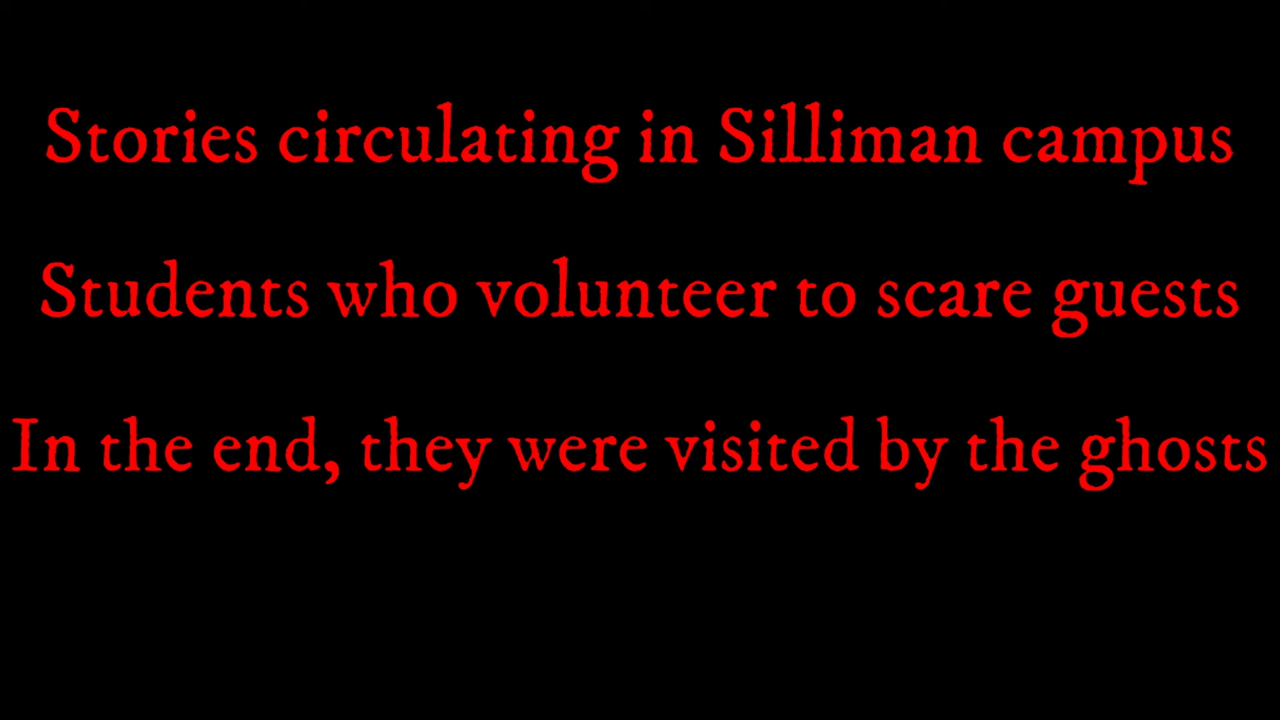 Stories circulating in Silliman campus
Students who volunteer to scare guests
In the end, they were visited by the ghosts